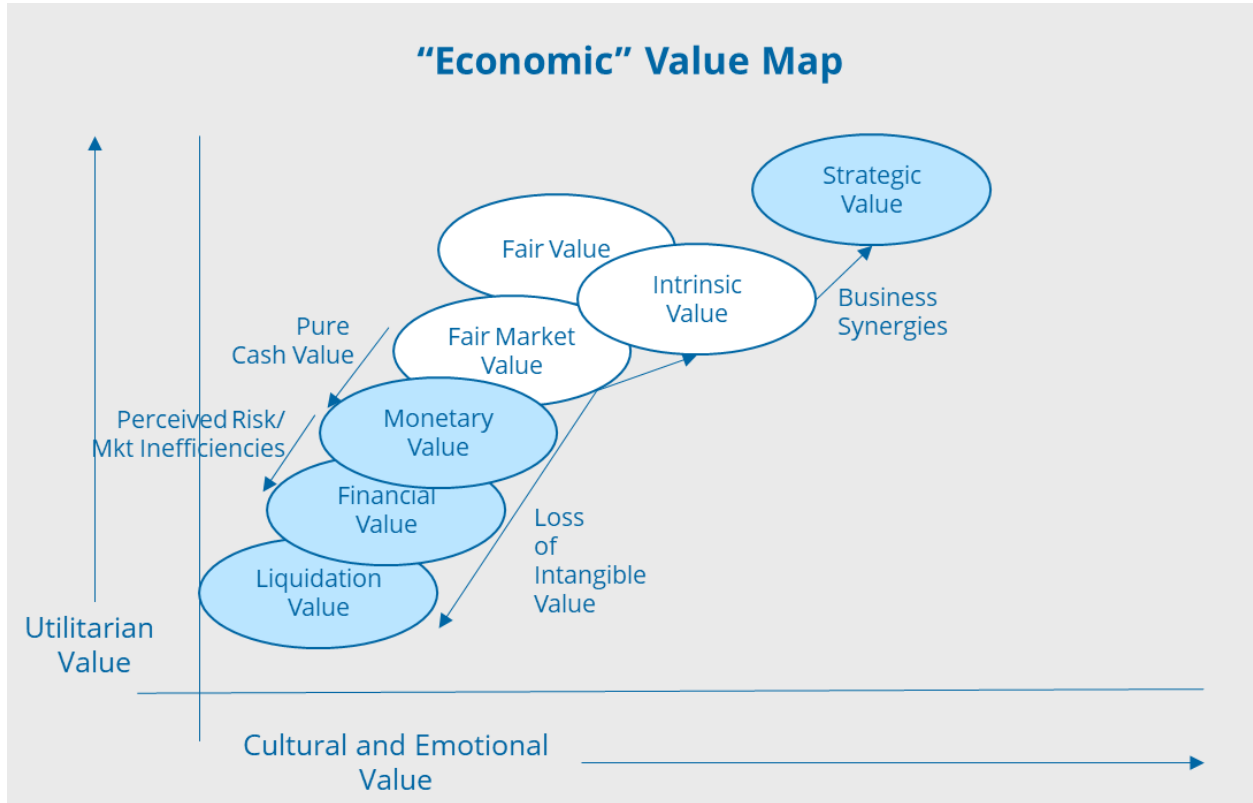 “Economic” Value Map
Strategic
Value
Fair Value
Intrinsic
Value
Business
Synergies
Pure
Cash Value
Fair Market
Value
Perceived Risk/
Mkt Inefficiencies
Monetary
Value
Financial
Value
Loss
of
Intangible
Value
Liquidation
Value
Utilitarian
Value
Cultural and Emotional
Value